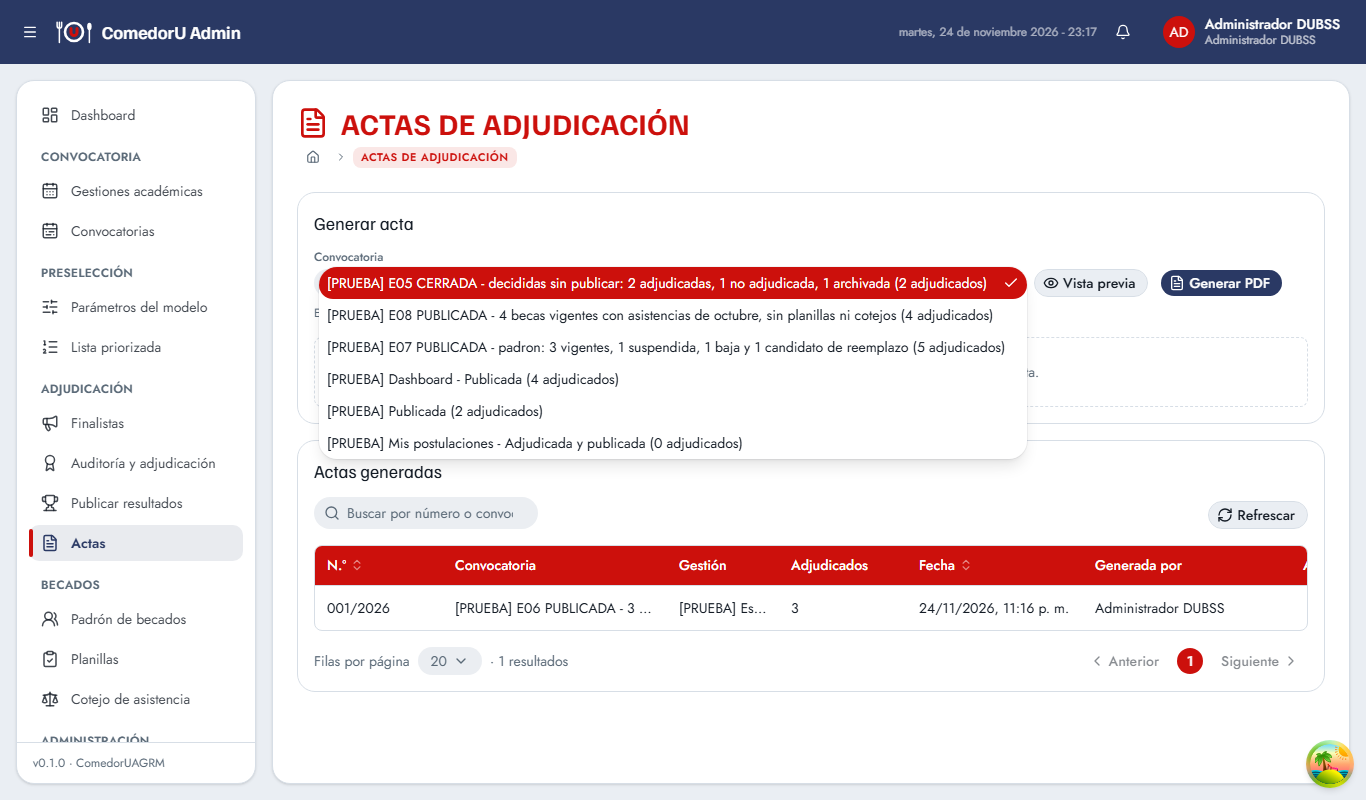 ComedorU Admin
martes, 24 de noviembre 2026 - 23:17
AD
Administrador DUBSS
Administrador DUBSS
Dashboard
CONVOCATORIA
Gestiones académicas
Convocatorias
PRESELECCIÓN
Parámetros del modelo
Lista priorizada
ADJUDICACIÓN
Finalistas
Auditoría y adjudicación
Publicar resultados
Actas
BECADOS
Padrón de becados
Planillas
Cotejo de asistencia
ADMINISTRACIÓN
v0.1.0 · ComedorUAGRM
ACTAS DE ADJUDICACIÓN
ACTAS DE ADJUDICACIÓN
Generar acta
Convocatoria
[PRUEBA] E05 CERRADA - decididas sin publicar: 2 adjudicadas, 1 no adjudicada, 1 archivada (2 adjudicados)
Vista previa
Generar PDF
[PRUEBA] E08 PUBLICADA - 4 becas vigentes con asistencias de octubre, sin planillas ni cotejos (4 adjudicados)
[PRUEBA] E07 PUBLICADA - padron: 3 vigentes, 1 suspendida, 1 baja y 1 candidato de reemplazo (5 adjudicados)
[PRUEBA] Dashboard - Publicada (4 adjudicados)
[PRUEBA] Publicada (2 adjudicados)
[PRUEBA] Mis postulaciones - Adjudicada y publicada (0 adjudicados)
Actas generadas
Buscar por número o convo
Refrescar
N.° Convocatoria Gestión Adjudicados Fecha Generada por
001/2026 [PRUEBA] E06 PUBLICADA - 3 ... [PRUEBA] Es... 3 24/11/2026, 11:16 p. m. Administrador DUBSS
Filas por página 20 · 1 resultados
Anterior 1 Siguiente